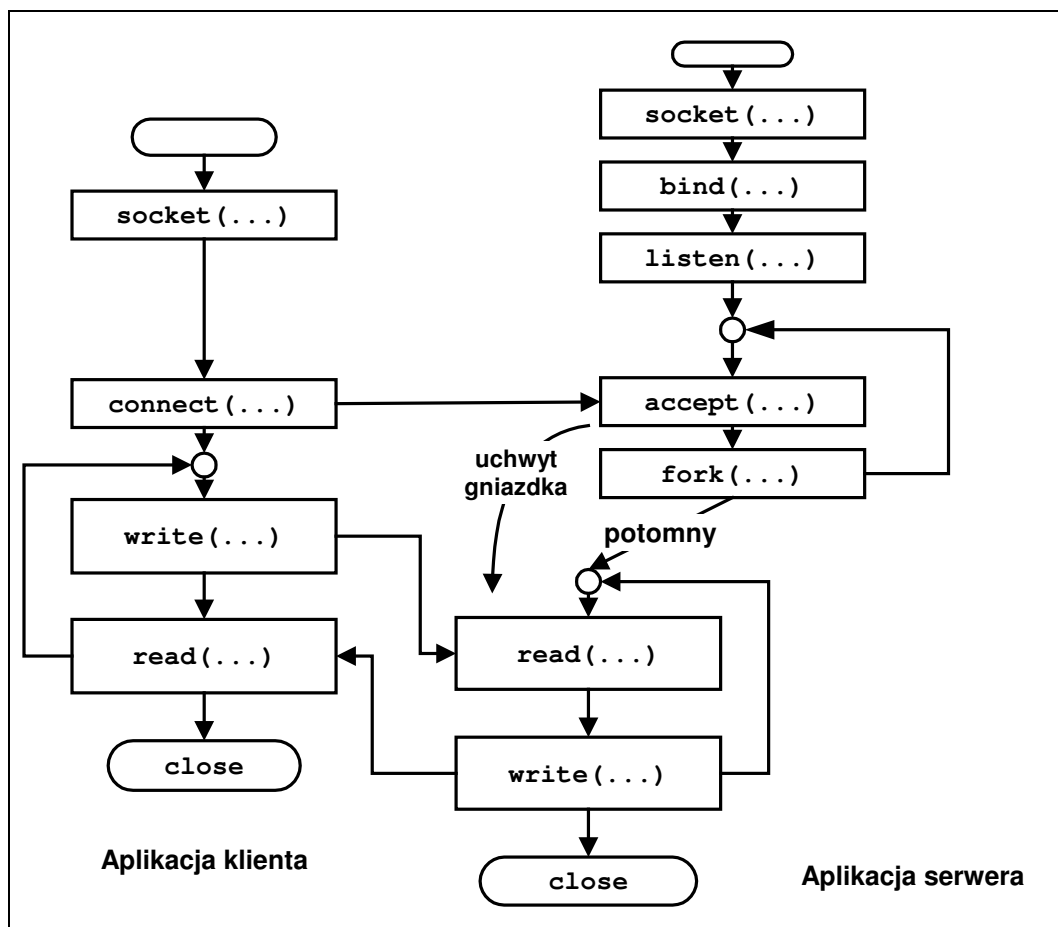 socket(...)
connect(...)
write(...)
read(...)
close
Aplikacja klienta
socket(...)
bind(...)
listen(...)
accept(...)
fork(...)
uchwyt
gniazdka
potomny
read(...)
write(...)
close
Aplikacja serwera